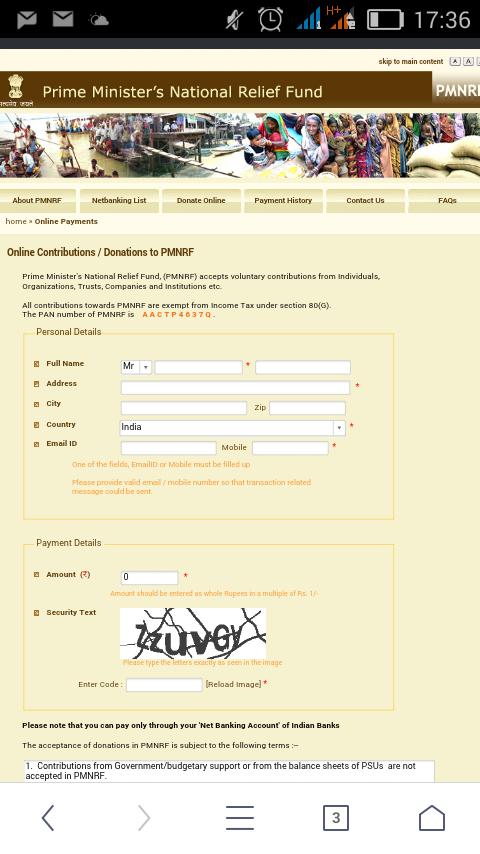 H+
17:36
skip to main content A A
सत्यमेव जयते
Prime Minister's National Relief Fund
PMNR
About PMNRF Netbanking List Donate Online Payment History Contact Us FAQs
home » Online Payments
Online Contributions / Donations to PMNRF
Prime Minister's National Relief Fund, (PMNRF) accepts voluntary contributions from Individuals,
Organizations, Trusts, Companies and Institutions etc.
All contributions towards PMNRF are exempt from Income Tax under section 80(G).
The PAN number of PMNRF is AACTP4637Q.
Personal Details
Full Name Mr *
Address *
City Zip
Country India *
Email ID Mobile *
One of the fields, EmailID or Mobile must be filled up
Please provide valid email / mobile number so that transaction related
message could be sent.
Payment Details
Amount (₹) 0 *
Amount should be entered as whole Rupees in a multiple of Rs. 1/-
Security Text
Please type the letters exactly as seen in the image
Enter Code : [Reload Image] *
Please note that you can pay only through your 'Net Banking Account' of Indian Banks
The acceptance of donations in PMNRF is subject to the following terms :--
1. Contributions from Government/budgetary support or from the balance sheets of PSUs are not
accepted in PMNRF.
3